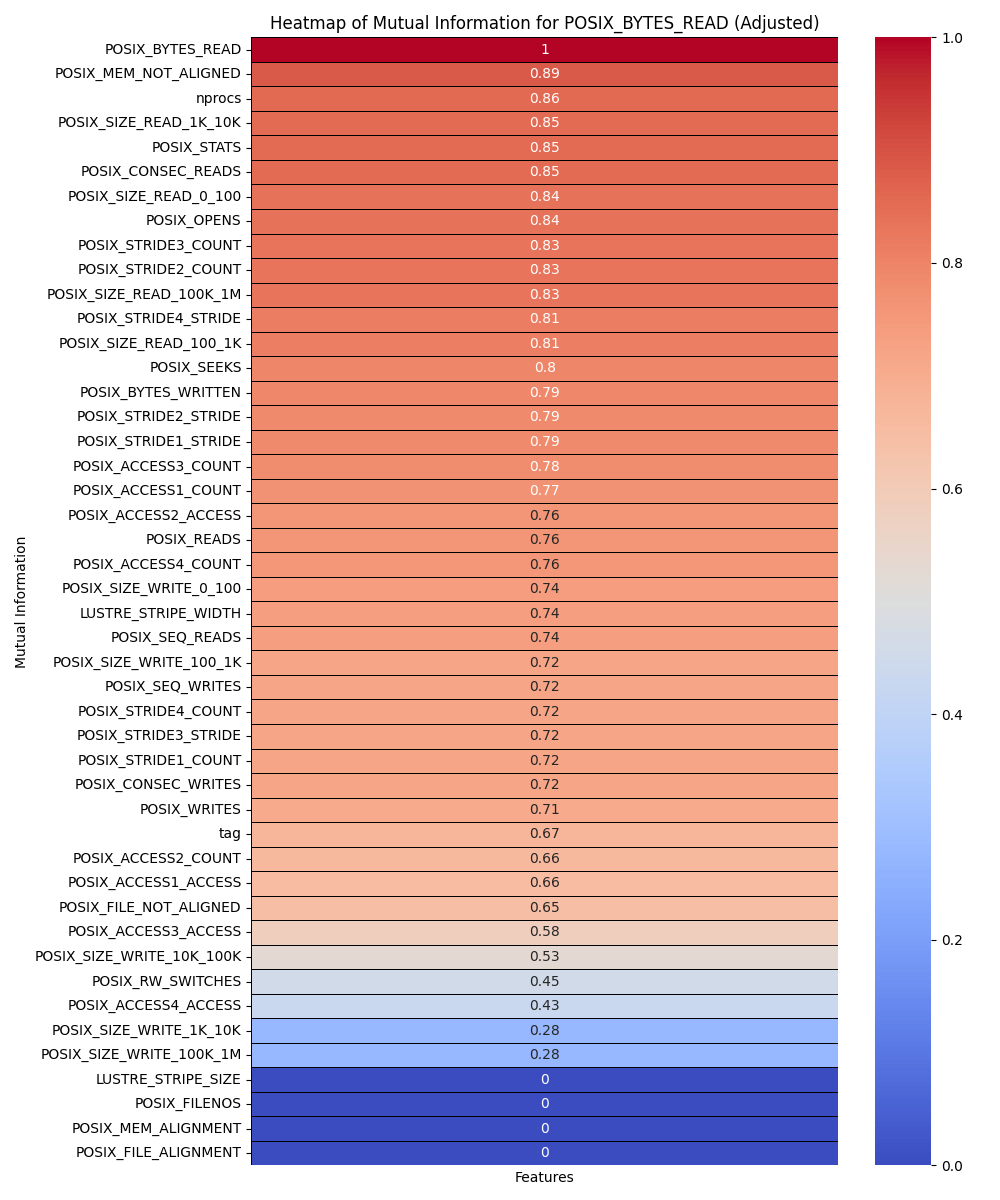 Heatmap of Mutual Information for POSIX_BYTES_READ (Adjusted)
POSIX_BYTES_READ 1
POSIX_MEM_NOT_ALIGNED 0.89
nprocs 0.86
POSIX_SIZE_READ_1K_10K 0.85
POSIX_STATS 0.85
POSIX_CONSEC_READS 0.85
POSIX_SIZE_READ_0_100 0.84
POSIX_OPENS 0.84
POSIX_STRIDE3_COUNT 0.83
POSIX_STRIDE2_COUNT 0.83
POSIX_SIZE_READ_100K_1M 0.83
POSIX_STRIDE4_STRIDE 0.81
POSIX_SIZE_READ_100_1K 0.81
POSIX_SEEKS 0.8
POSIX_BYTES_WRITTEN 0.79
POSIX_STRIDE2_STRIDE 0.79
POSIX_STRIDE1_STRIDE 0.79
POSIX_ACCESS3_COUNT 0.78
POSIX_ACCESS1_COUNT 0.77
POSIX_ACCESS2_ACCESS 0.76
POSIX_READS 0.76
POSIX_ACCESS4_COUNT 0.76
POSIX_SIZE_WRITE_0_100 0.74
LUSTRE_STRIPE_WIDTH 0.74
POSIX_SEQ_READS 0.74
POSIX_SIZE_WRITE_100_1K 0.72
POSIX_SEQ_WRITES 0.72
POSIX_STRIDE4_COUNT 0.72
POSIX_STRIDE3_STRIDE 0.72
POSIX_STRIDE1_COUNT 0.72
POSIX_CONSEC_WRITES 0.72
POSIX_WRITES 0.71
tag 0.67
POSIX_ACCESS2_COUNT 0.66
POSIX_ACCESS1_ACCESS 0.66
POSIX_FILE_NOT_ALIGNED 0.65
POSIX_ACCESS3_ACCESS 0.58
POSIX_SIZE_WRITE_10K_100K 0.53
POSIX_RW_SWITCHES 0.45
POSIX_ACCESS4_ACCESS 0.43
POSIX_SIZE_WRITE_1K_10K 0.28
POSIX_SIZE_WRITE_100K_1M 0.28
LUSTRE_STRIPE_SIZE 0
POSIX_FILENOS 0
POSIX_MEM_ALIGNMENT 0
POSIX_FILE_ALIGNMENT 0
Mutual Information
Features
1.0
0.8
0.6
0.4
0.2
0.0